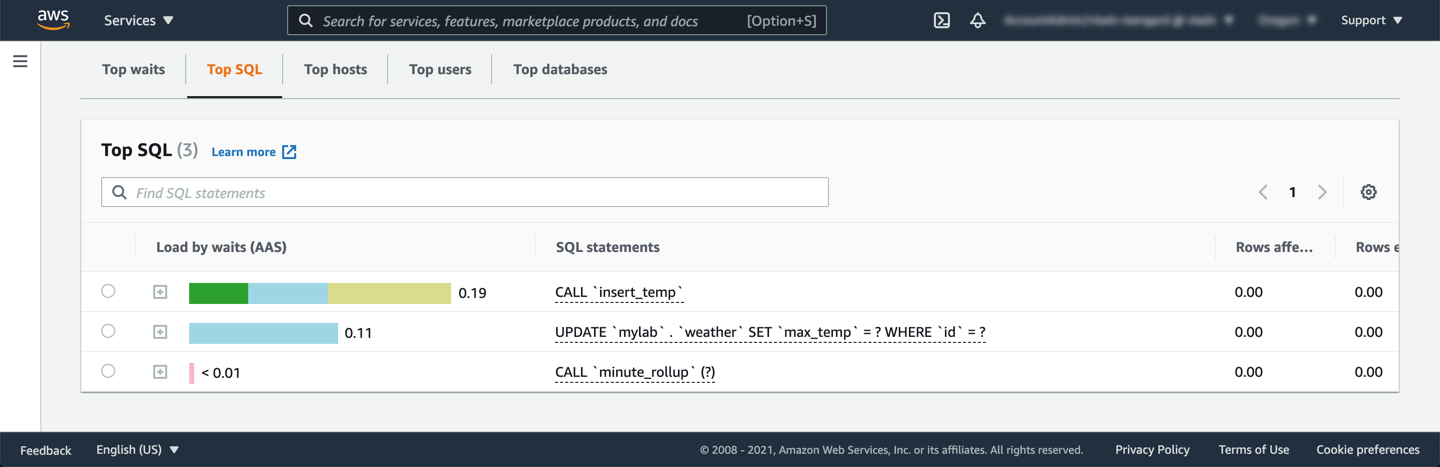 aws Services Search for services, features, marketplace products, and docs [Option+S] Support
Top waits Top SQL Top hosts Top users Top databases
Top SQL (3) Learn more
Find SQL statements 1
Load by waits (AAS) SQL statements Rows affe... Rows e
0.19 CALL `insert_temp` 0.00 0.00
0.11 UPDATE `mylab` . `weather` SET `max_temp` = ? WHERE `id` = ? 0.00 0.00
< 0.01 CALL `minute_rollup` (?) 0.00 0.00
Feedback English (US) © 2008 - 2021, Amazon Web Services, Inc. or its affiliates. All rights reserved. Privacy Policy Terms of Use Cookie preferences